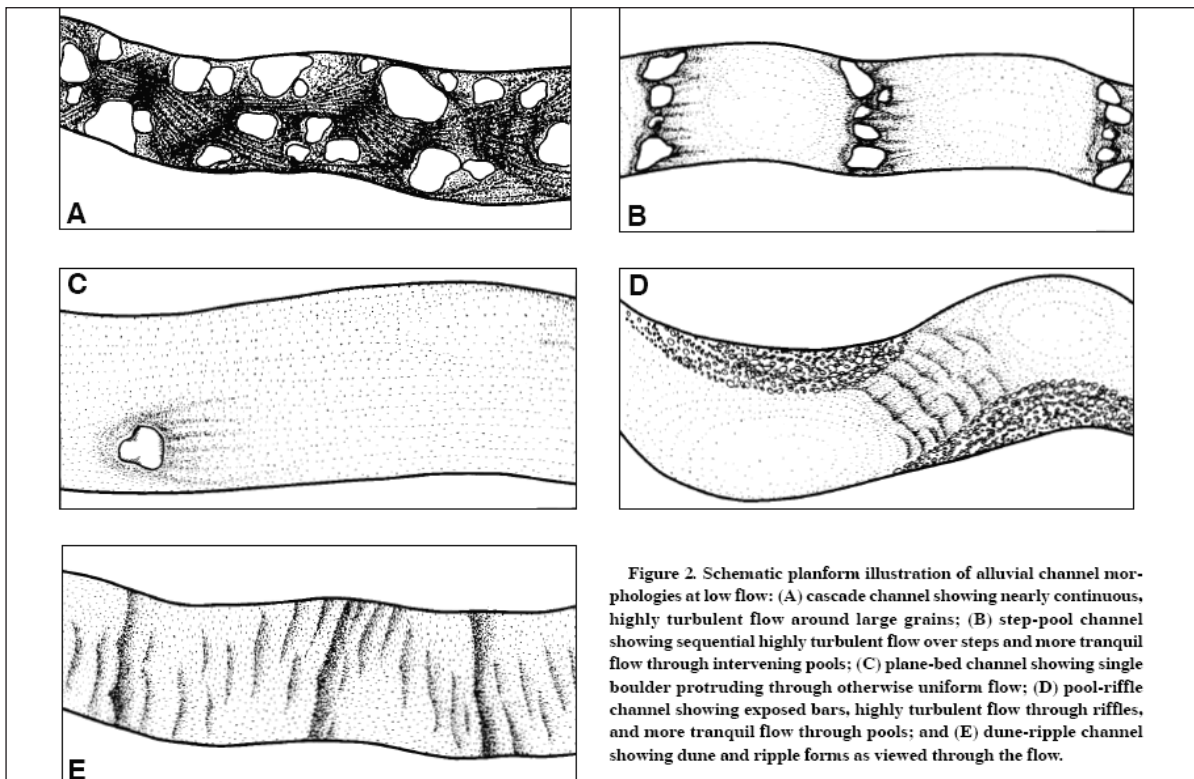 A
B
C
D
E
Figure 2. Schematic planform illustration of alluvial channel mor-
phologies at low flow: (A) cascade channel showing nearly continuous,
highly turbulent flow around large grains; (B) step-pool channel
showing sequential highly turbulent flow over steps and more tranquil
flow through intervening pools; (C) plane-bed channel showing single
boulder protruding through otherwise uniform flow; (D) pool-riffle
channel showing exposed bars, highly turbulent flow through riffles,
and more tranquil flow through pools; and (E) dune-ripple channel
showing dune and ripple forms as viewed through the flow.